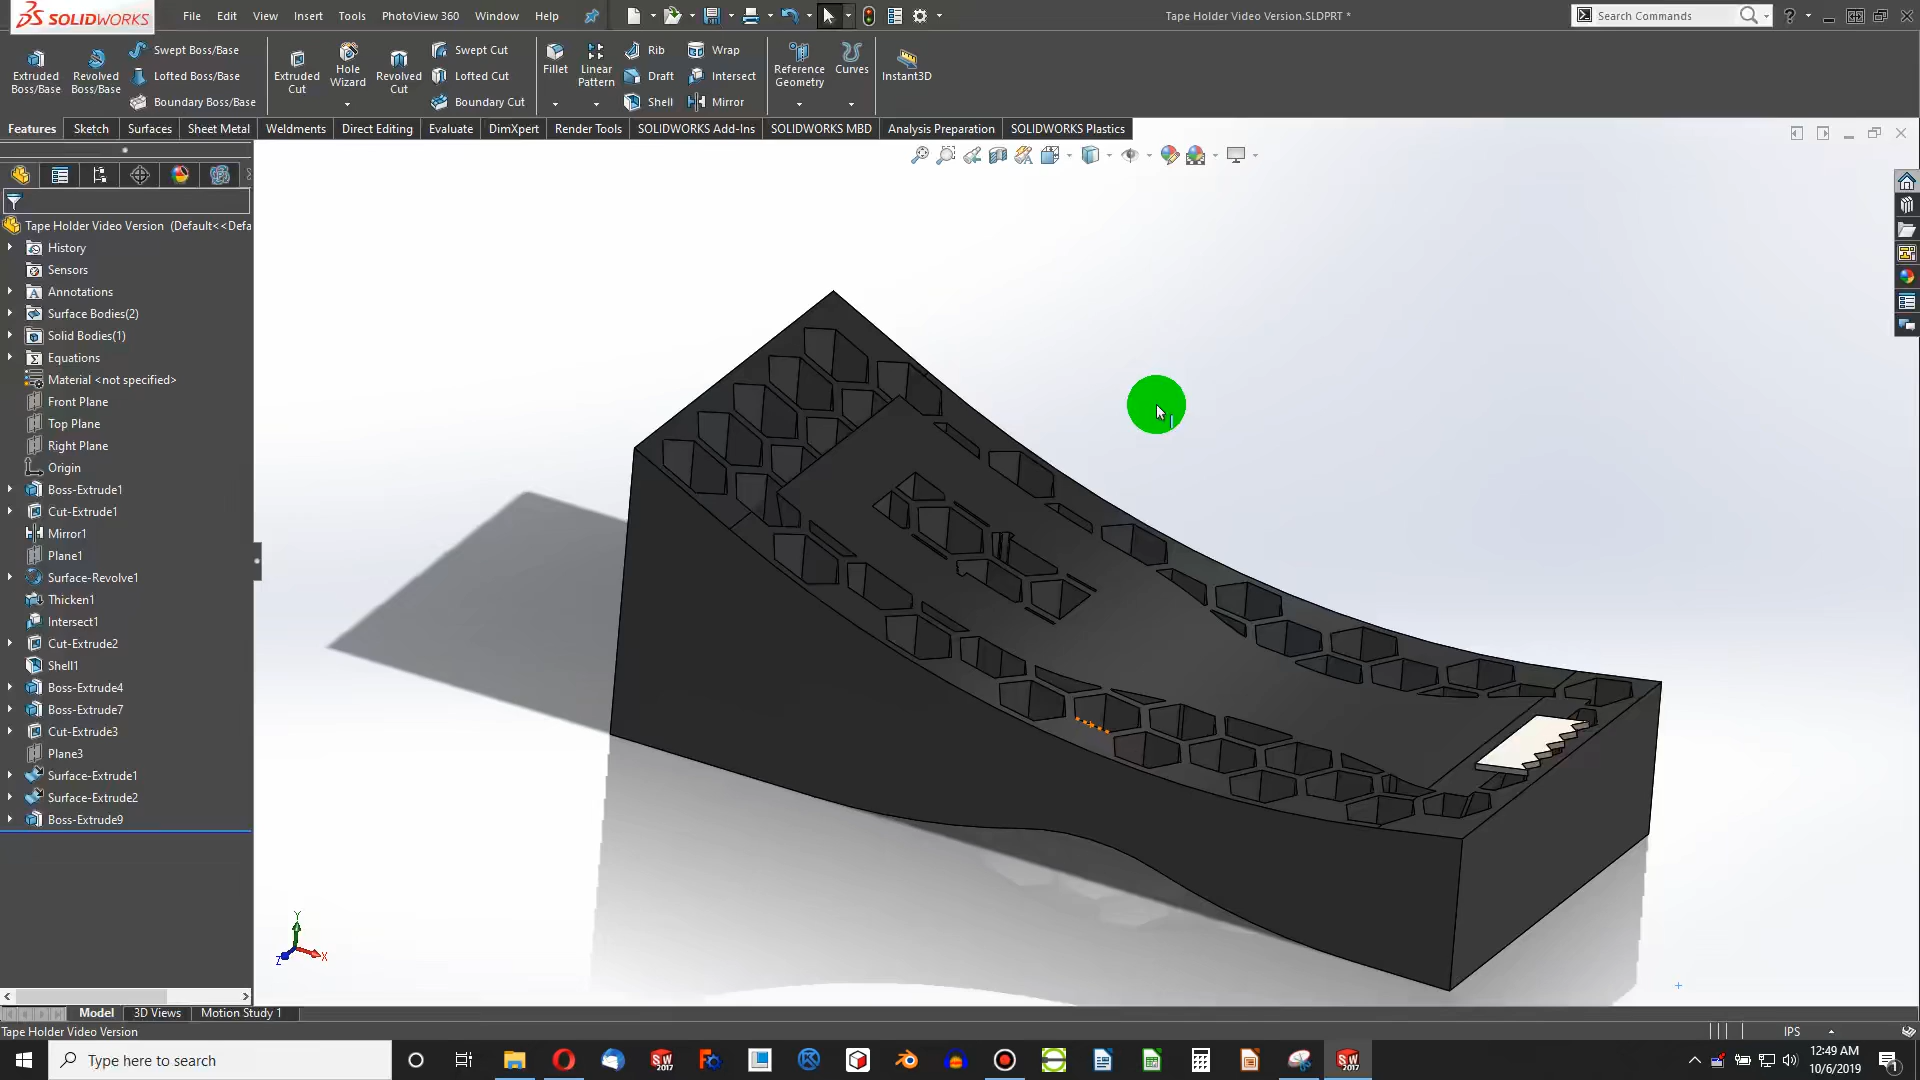 SOLIDWORKS File Edit View Insert Tools PhotoView 360 Window Help Tape Holder Video Version.SLDPRT * Search Commands ?
Extruded Boss/Base
Revolved Boss/Base
Swept Boss/Base
Lofted Boss/Base
Boundary Boss/Base
Extruded Cut
Hole Wizard
Revolved Cut
Swept Cut
Lofted Cut
Boundary Cut
Fillet
Linear Pattern
Rib
Draft
Shell
Wrap
Intersect
Mirror
Reference Geometry
Curves
Instant3D
Features Sketch Surfaces Sheet Metal Weldments Direct Editing Evaluate DimXpert Render Tools SOLIDWORKS Add-Ins SOLIDWORKS MBD Analysis Preparation SOLIDWORKS Plastics
Tape Holder Video Version (Default<<Defa
History
Sensors
Annotations
Surface Bodies(2)
Solid Bodies(1)
Equations
Material <not specified>
Front Plane
Top Plane
Right Plane
Origin
Boss-Extrude1
Cut-Extrude1
Mirror1
Plane1
Surface-Revolve1
Thicken1
Intersect1
Cut-Extrude2
Shell1
Boss-Extrude4
Boss-Extrude7
Cut-Extrude3
Plane3
Surface-Extrude1
Surface-Extrude2
Boss-Extrude9
Y
Z X
Model 3D Views Motion Study 1
Tape Holder Video Version IPS
Type here to search
SW 2017
SW 2017
12:49 AM
10/6/2019
1